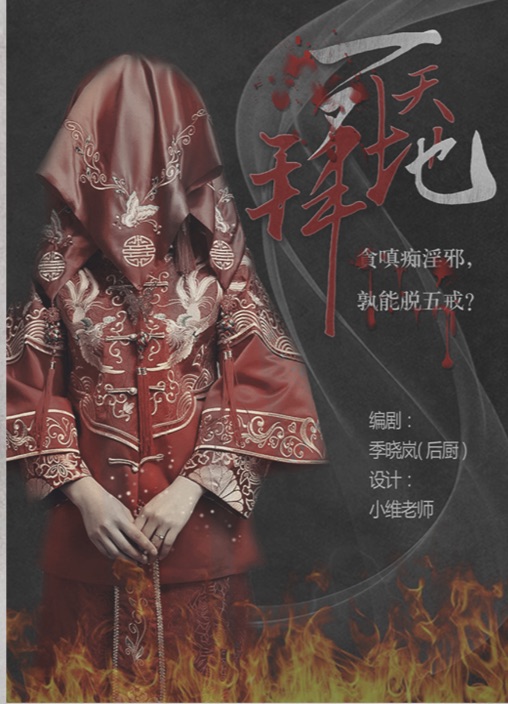 拜天地
贪嗔痴淫邪，
孰能脱五戒？
编剧：
季晓岚(后厨)
设计：
小维老师